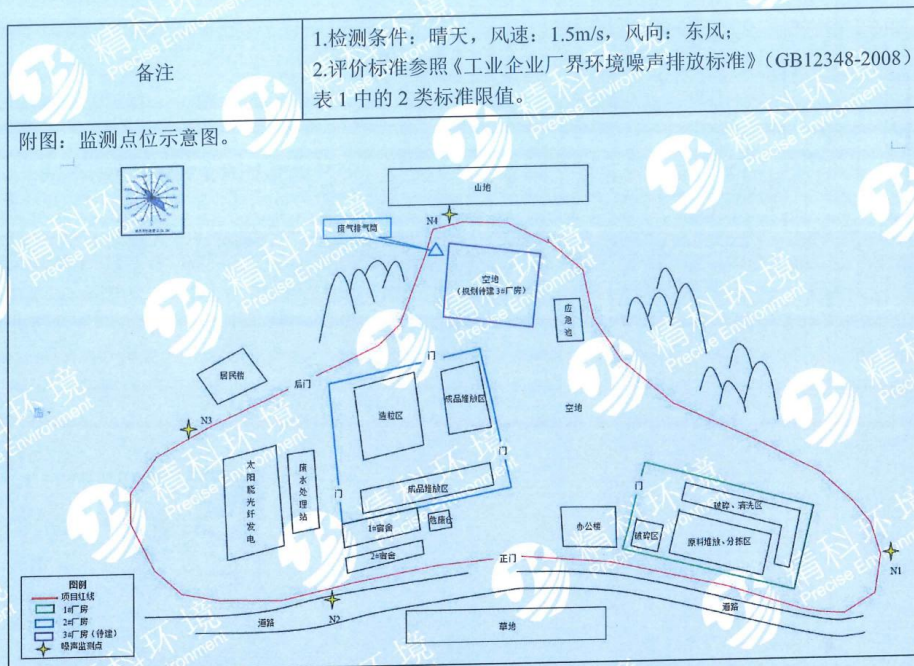 备注
1.检测条件：晴天，风速：1.5m/s，风向：东风；
2.评价标准参照《工业企业厂界环境噪声排放标准》（GB12348-2008）
表 1 中的 2 类标准限值。
附图：监测点位示意图。
山地
N4
废气排气筒
空地
（规划待建3#厂房）
应急池
门
居民楼
后门
造粒区
成品堆放区
空地
N3
门
太阳能光纤发电
废水处理站
门
成品堆放区
门
破碎、清洗区
1#宿舍
危废仓
办公楼
破碎区
原料堆放、分拣区
2#宿舍
正门
N1
图例
项目红线
1#厂房
2#厂房
3#厂房（待建）
噪声监测点
N2
道路
草地
道路
精科环境
Precise Environment